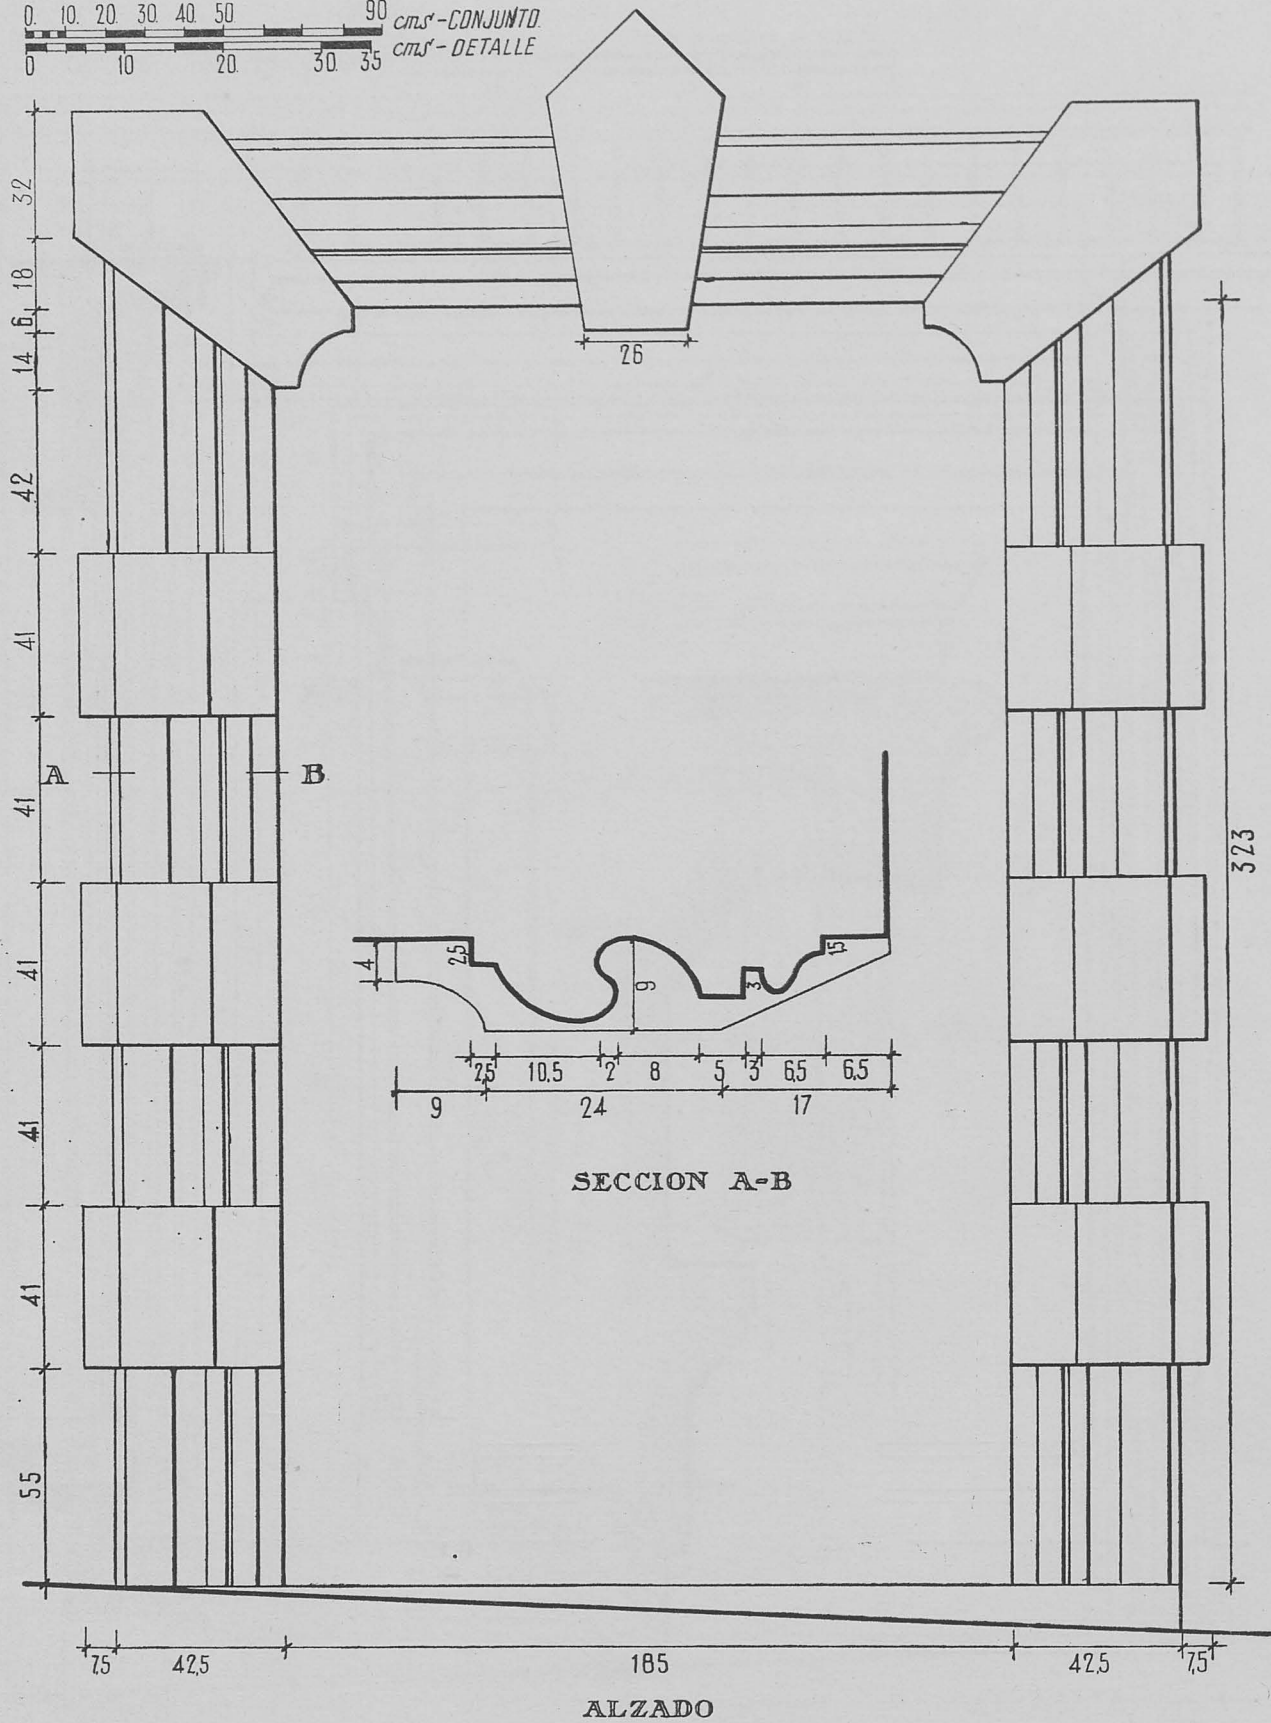 0. 10. 20. 30. 40. 50. 90 cms-CONJUNTO.
cms-DETALLE
0 10 20. 30. 35
32
18
6
14
26
42
41
A B
41
323
41
4 2,5 9 3 1,5
2,5 10,5 2 8 5 3 6,5 6,5
9 24 17
41
SECCION A-B
41
55
7,5 42,5 185 42,5 7,5
ALZADO